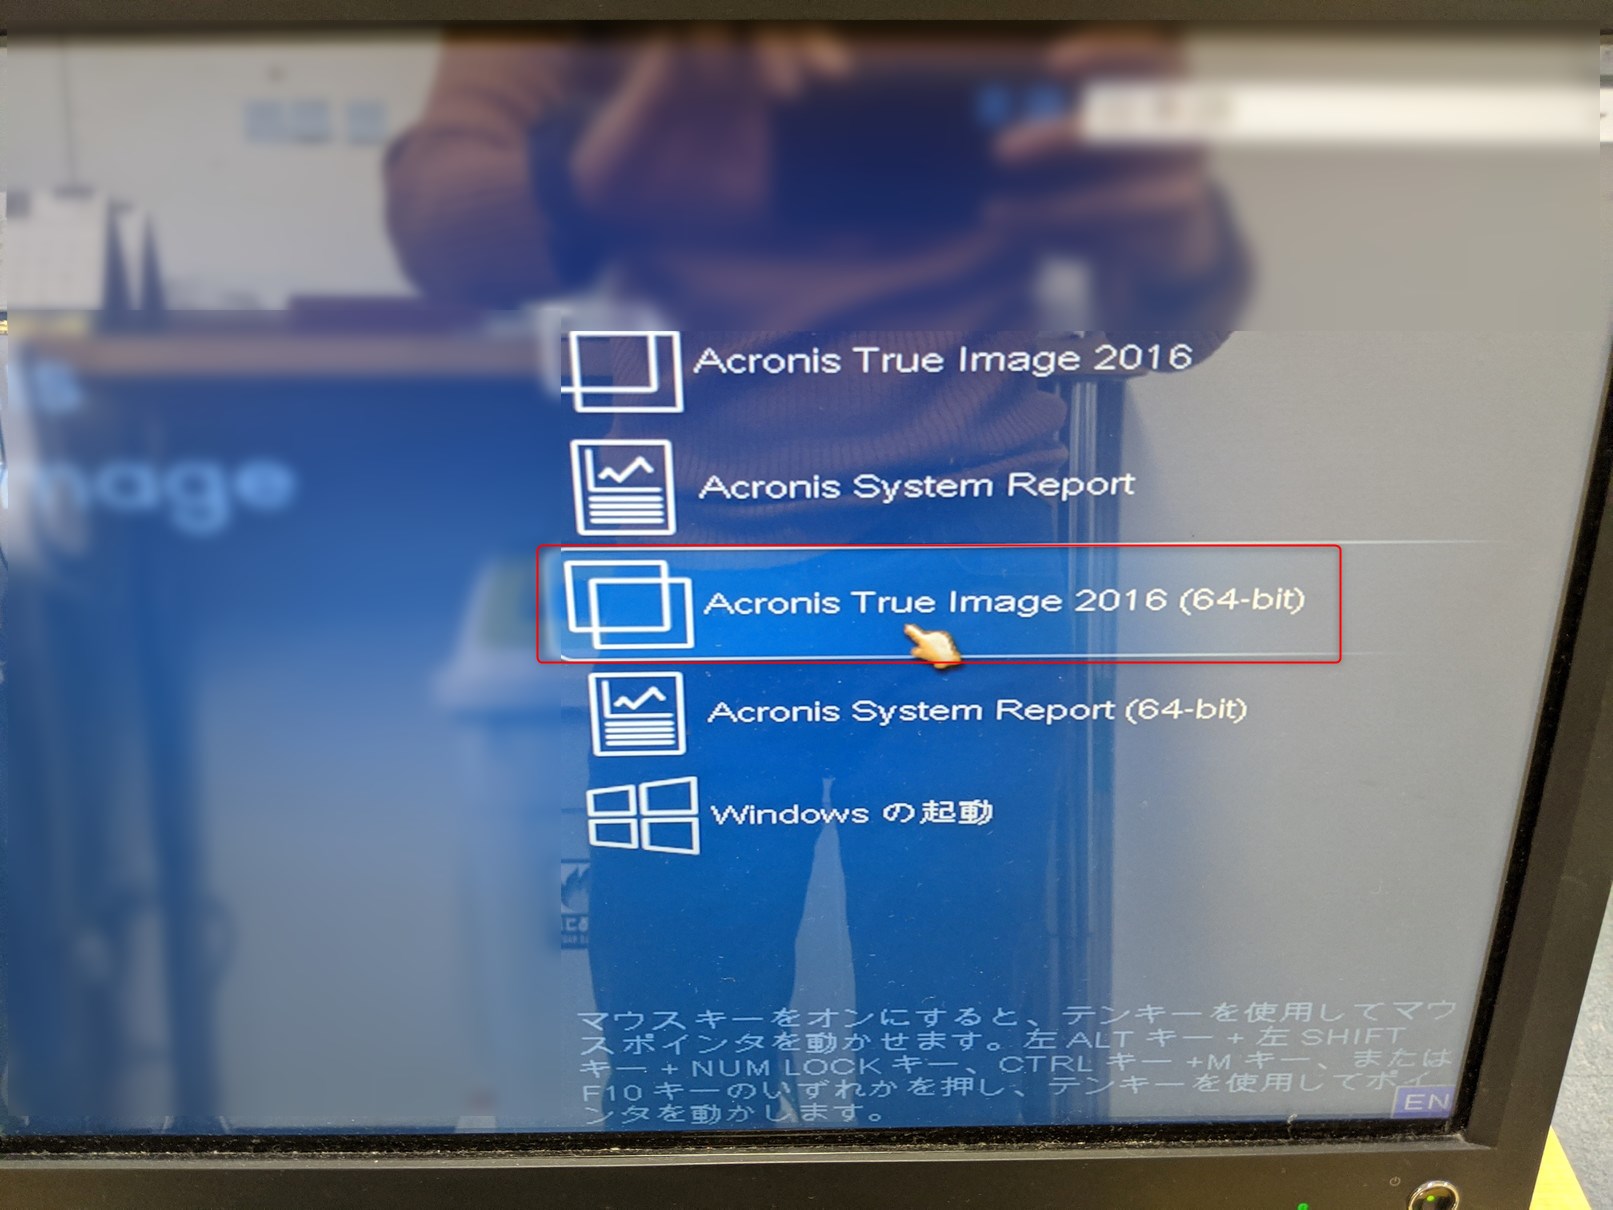 mage
Acronis True Image 2016
Acronis System Report
Acronis True Image 2016 (64-bit)
Acronis System Report (64-bit)
Windows の起動
マウスキーをオンにすると、テンキーを使用してマウ
スポインタを動かせます。左 ALT キー + 左 SHIFT
キー + NUM LOCK キー、CTRL キー +M キー、または
F10 キーのいずれかを押し、テンキーを使用してポイ
ンタを動かします。
EN